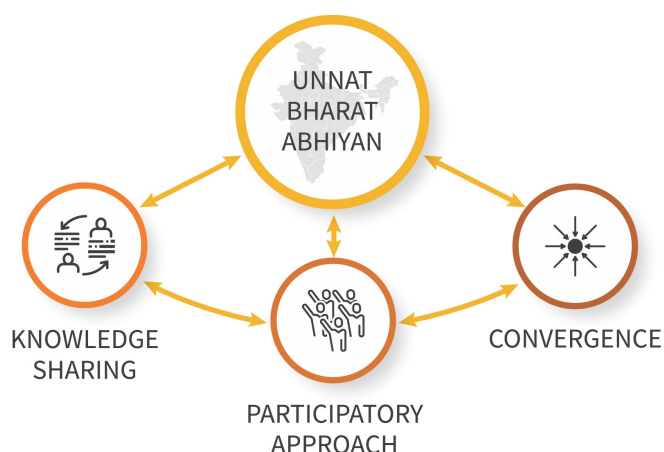 UNNAT
BHARAT
ABHIYAN
KNOWLEDGE
SHARING
CONVERGENCE
PARTICIPATORY
APPROACH